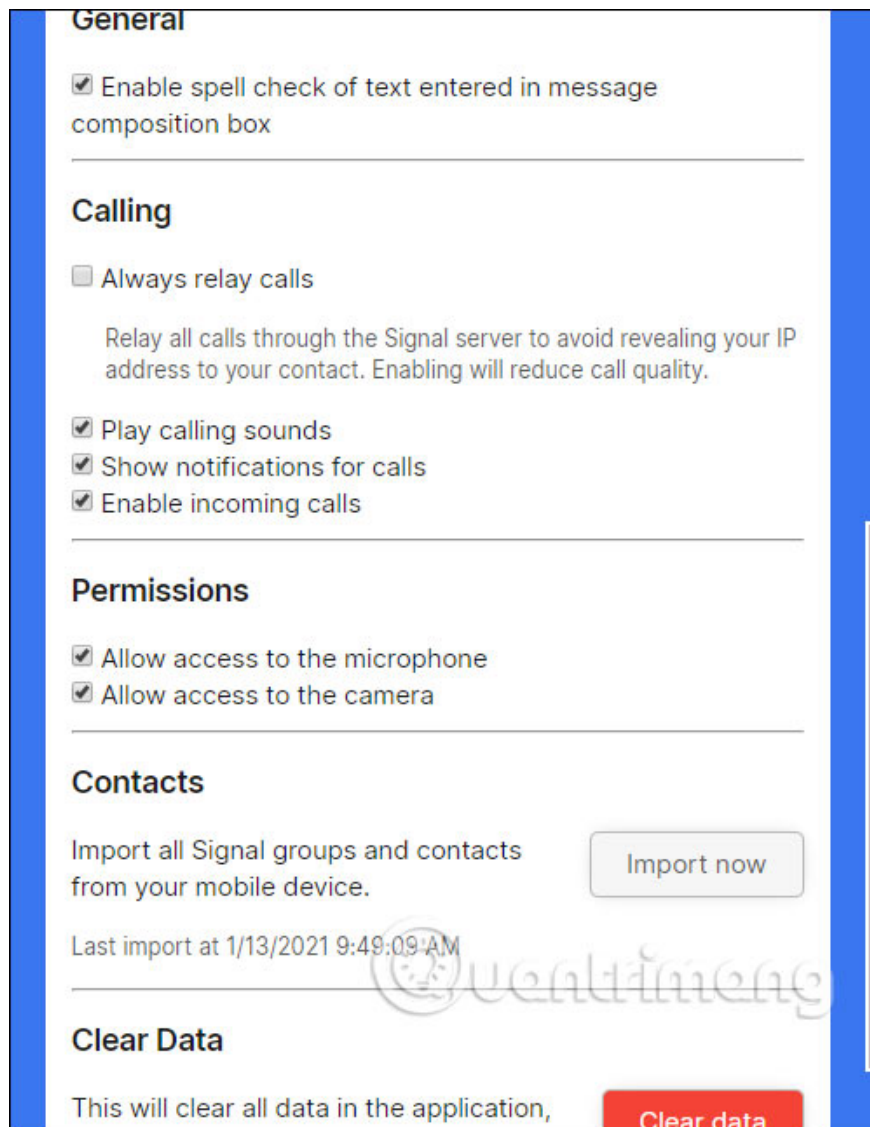 General
Enable spell check of text entered in message
composition box
Calling
Always relay calls
Relay all calls through the Signal server to avoid revealing your IP
address to your contact. Enabling will reduce call quality.
Play calling sounds
Show notifications for calls
Enable incoming calls
Permissions
Allow access to the microphone
Allow access to the camera
Contacts
Import all Signal groups and contacts
from your mobile device.
Import now
Last import at 1/13/2021 9:49:09 AM
Quantrimang
Clear Data
This will clear all data in the application,
Clear data